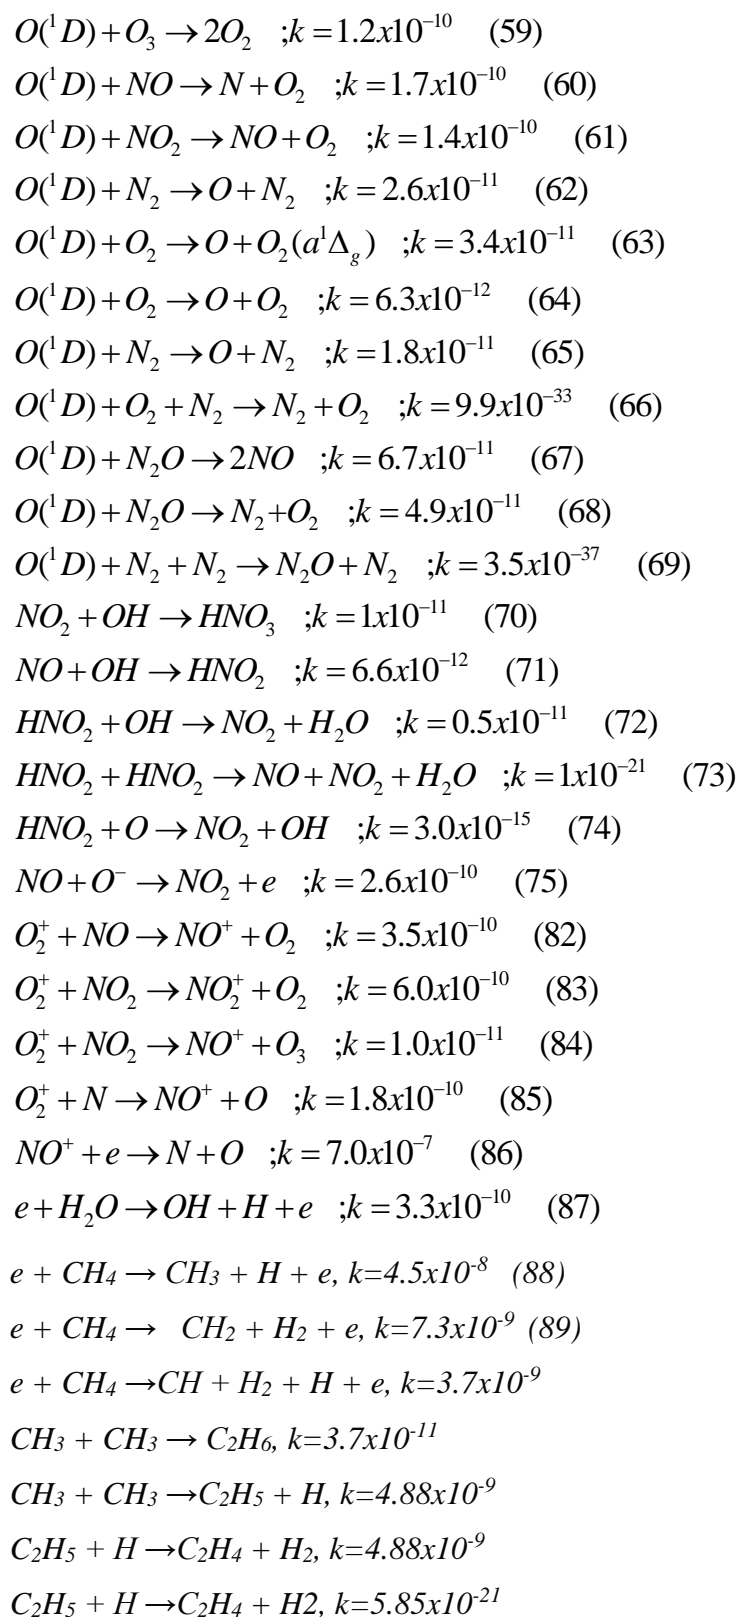 O(¹D)+O₃→2O₂ ;k=1.2x10⁻¹⁰ (59)
O(¹D)+NO→N+O₂ ;k=1.7x10⁻¹⁰ (60)
O(¹D)+NO₂→NO+O₂ ;k=1.4x10⁻¹⁰ (61)
O(¹D)+N₂→O+N₂ ;k=2.6x10⁻¹¹ (62)
O(¹D)+O₂→O+O₂(a¹Δ_g) ;k=3.4x10⁻¹¹ (63)
O(¹D)+O₂→O+O₂ ;k=6.3x10⁻¹² (64)
O(¹D)+N₂→O+N₂ ;k=1.8x10⁻¹¹ (65)
O(¹D)+O₂+N₂→N₂+O₂ ;k=9.9x10⁻³³ (66)
O(¹D)+N₂O→2NO ;k=6.7x10⁻¹¹ (67)
O(¹D)+N₂O→N₂+O₂ ;k=4.9x10⁻¹¹ (68)
O(¹D)+N₂+N₂→N₂O+N₂ ;k=3.5x10⁻³⁷ (69)
NO₂+OH→HNO₃ ;k=1x10⁻¹¹ (70)
NO+OH→HNO₂ ;k=6.6x10⁻¹² (71)
HNO₂+OH→NO₂+H₂O ;k=0.5x10⁻¹¹ (72)
HNO₂+HNO₂→NO+NO₂+H₂O ;k=1x10⁻²¹ (73)
HNO₂+O→NO₂+OH ;k=3.0x10⁻¹⁵ (74)
NO+O⁻→NO₂+e ;k=2.6x10⁻¹⁰ (75)
O₂⁺+NO→NO⁺+O₂ ;k=3.5x10⁻¹⁰ (82)
O₂⁺+NO₂→NO₂⁺+O₂ ;k=6.0x10⁻¹⁰ (83)
O₂⁺+NO₂→NO⁺+O₃ ;k=1.0x10⁻¹¹ (84)
O₂⁺+N→NO⁺+O ;k=1.8x10⁻¹⁰ (85)
NO⁺+e→N+O ;k=7.0x10⁻⁷ (86)
e+H₂O→OH+H+e ;k=3.3x10⁻¹⁰ (87)
e + CH₄→ CH₃ + H + e, k=4.5x10⁻⁸ (88)
e + CH₄→ CH₂ + H₂ + e, k=7.3x10⁻⁹ (89)
e + CH₄→CH + H₂ + H + e, k=3.7x10⁻⁹
CH₃ + CH₃→ C₂H₆, k=3.7x10⁻¹¹
CH₃ + CH₃→C₂H₅ + H, k=4.88x10⁻⁹
C₂H₅ + H→C₂H₄ + H₂, k=4.88x10⁻⁹
C₂H₅ + H→C₂H₄ + H2, k=5.85x10⁻²¹